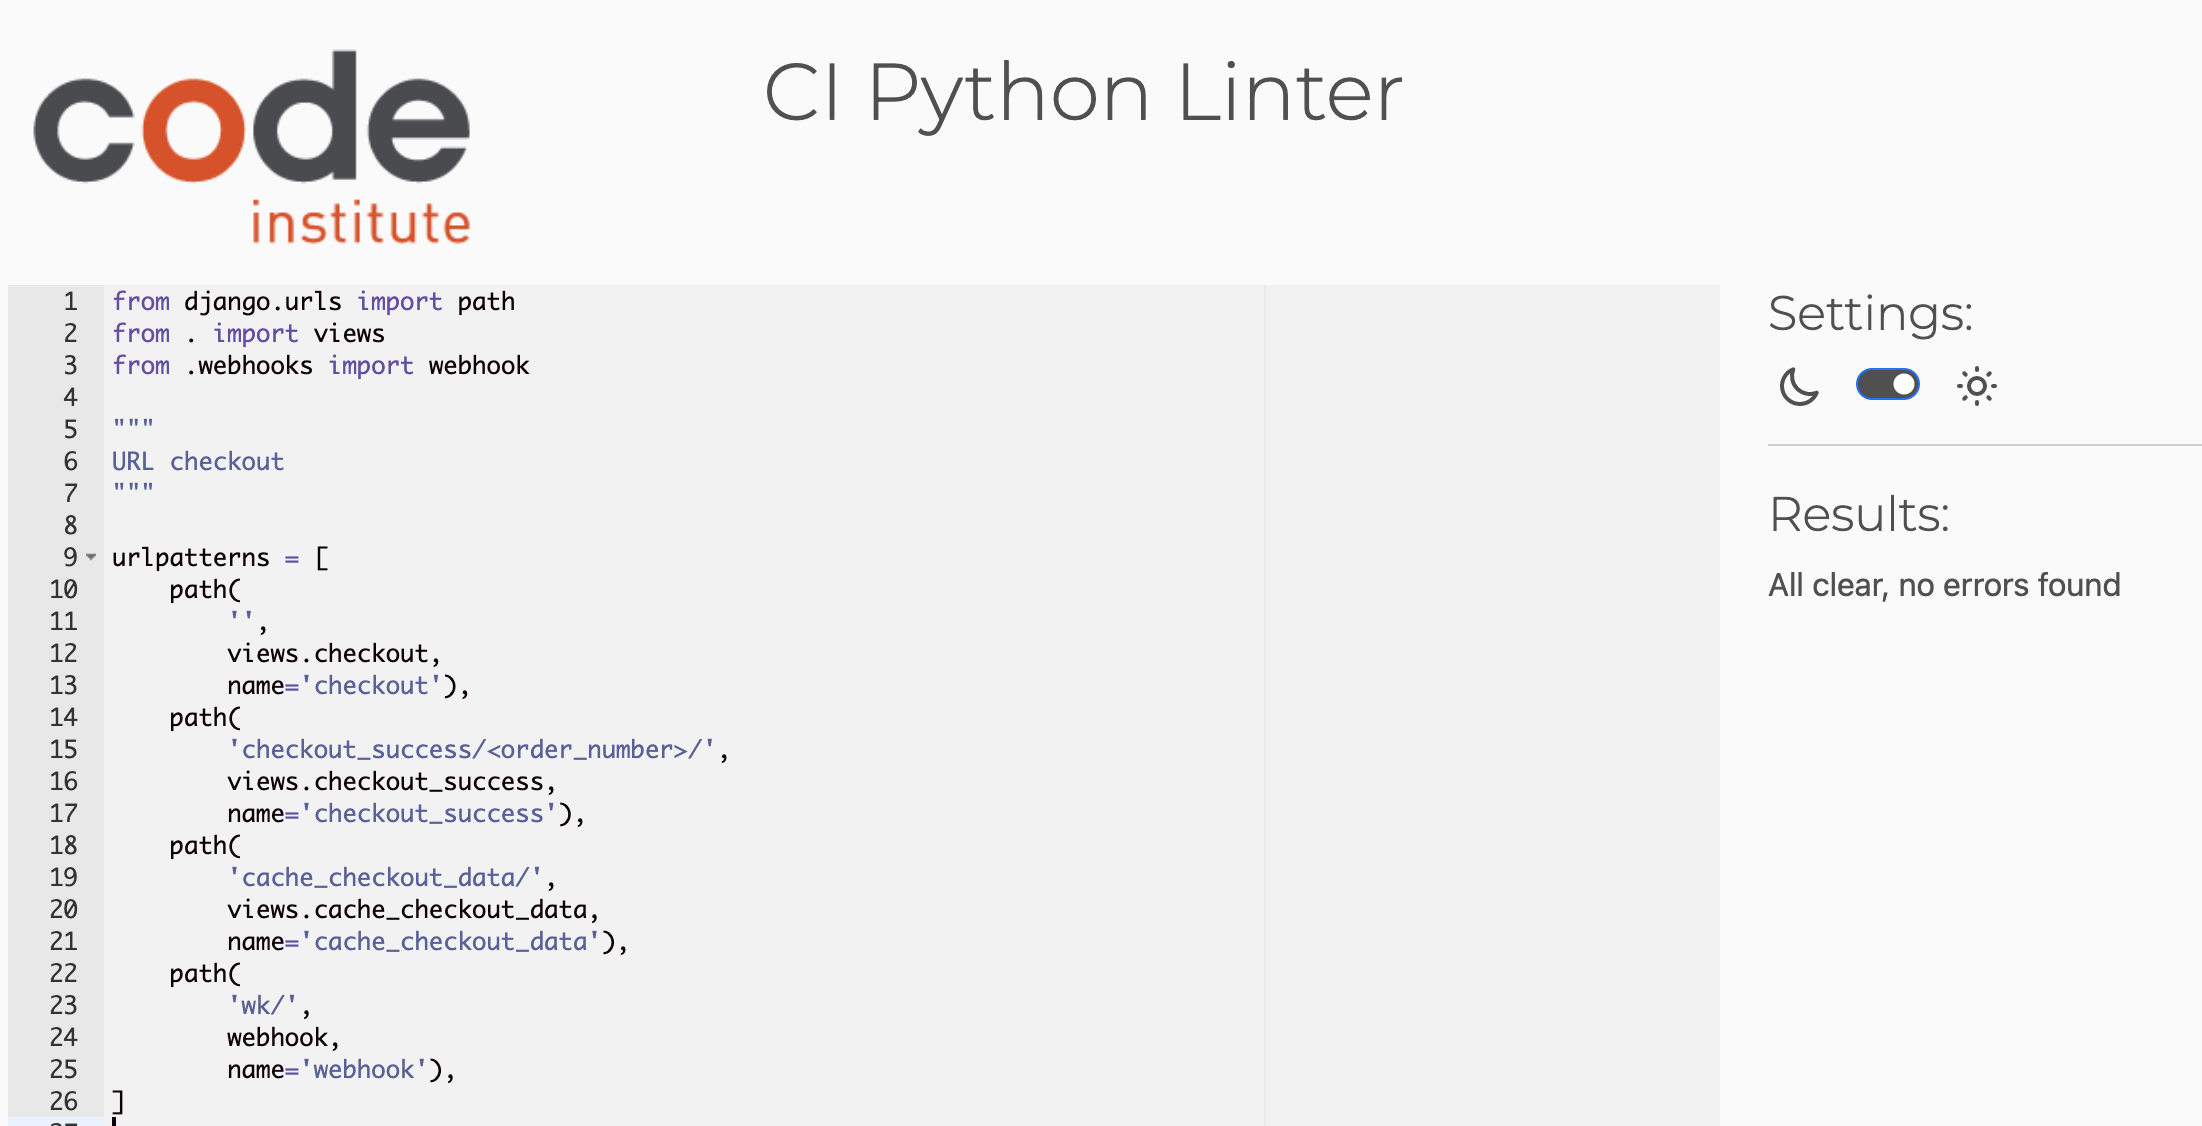 code
institute
CI Python Linter
1 from django.urls import path
2 from . import views
3 from .webhooks import webhook
4
5 """
6 URL checkout
7 """
8
9 urlpatterns = [
10     path(
11         '',
12         views.checkout,
13         name='checkout'),
14     path(
15         'checkout_success/<order_number>/',
16         views.checkout_success,
17         name='checkout_success'),
18     path(
19         'cache_checkout_data/',
20         views.cache_checkout_data,
21         name='cache_checkout_data'),
22     path(
23         'wk/',
24         webhook,
25         name='webhook'),
26 ]
Settings:
Results:
All clear, no errors found